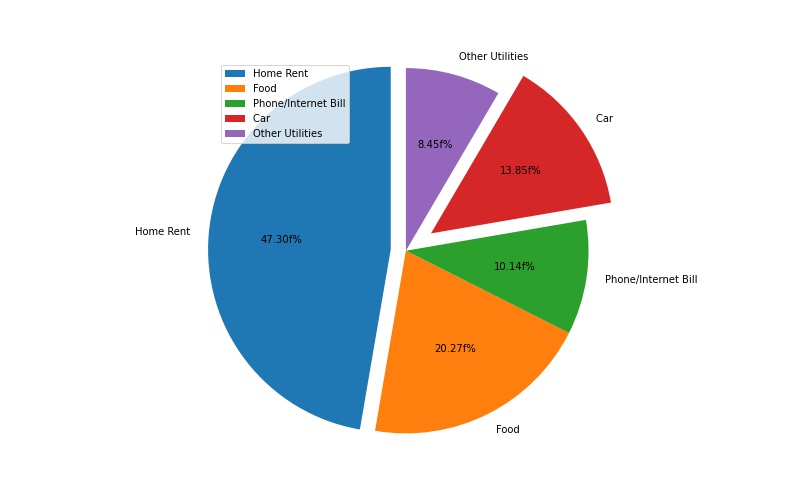 Other Utilities
Home Rent
Food
Phone/Internet Bill
Car
Other Utilities
Car
8.45f%
13.85f%
Home Rent
47.30f%
10.14f%
Phone/Internet Bill
20.27f%
Food